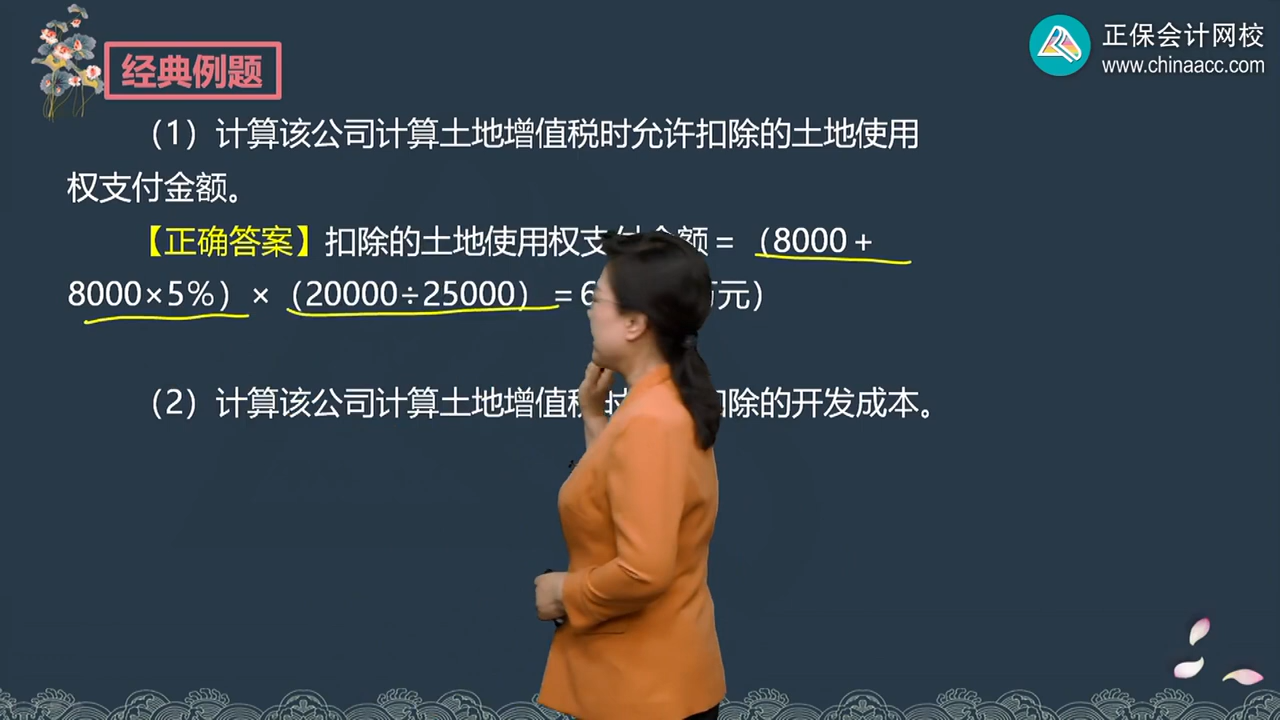 正保会计网校
www.chinaacc.com
经典例题
（1）计算该公司计算土地增值税时允许扣除的土地使用
权支付金额。
【正确答案】扣除的土地使用权支 额＝（8000＋
8000×5%）×（20000÷25000）＝6 万元）
（2）计算该公司计算土地增值税 扣除的开发成本。